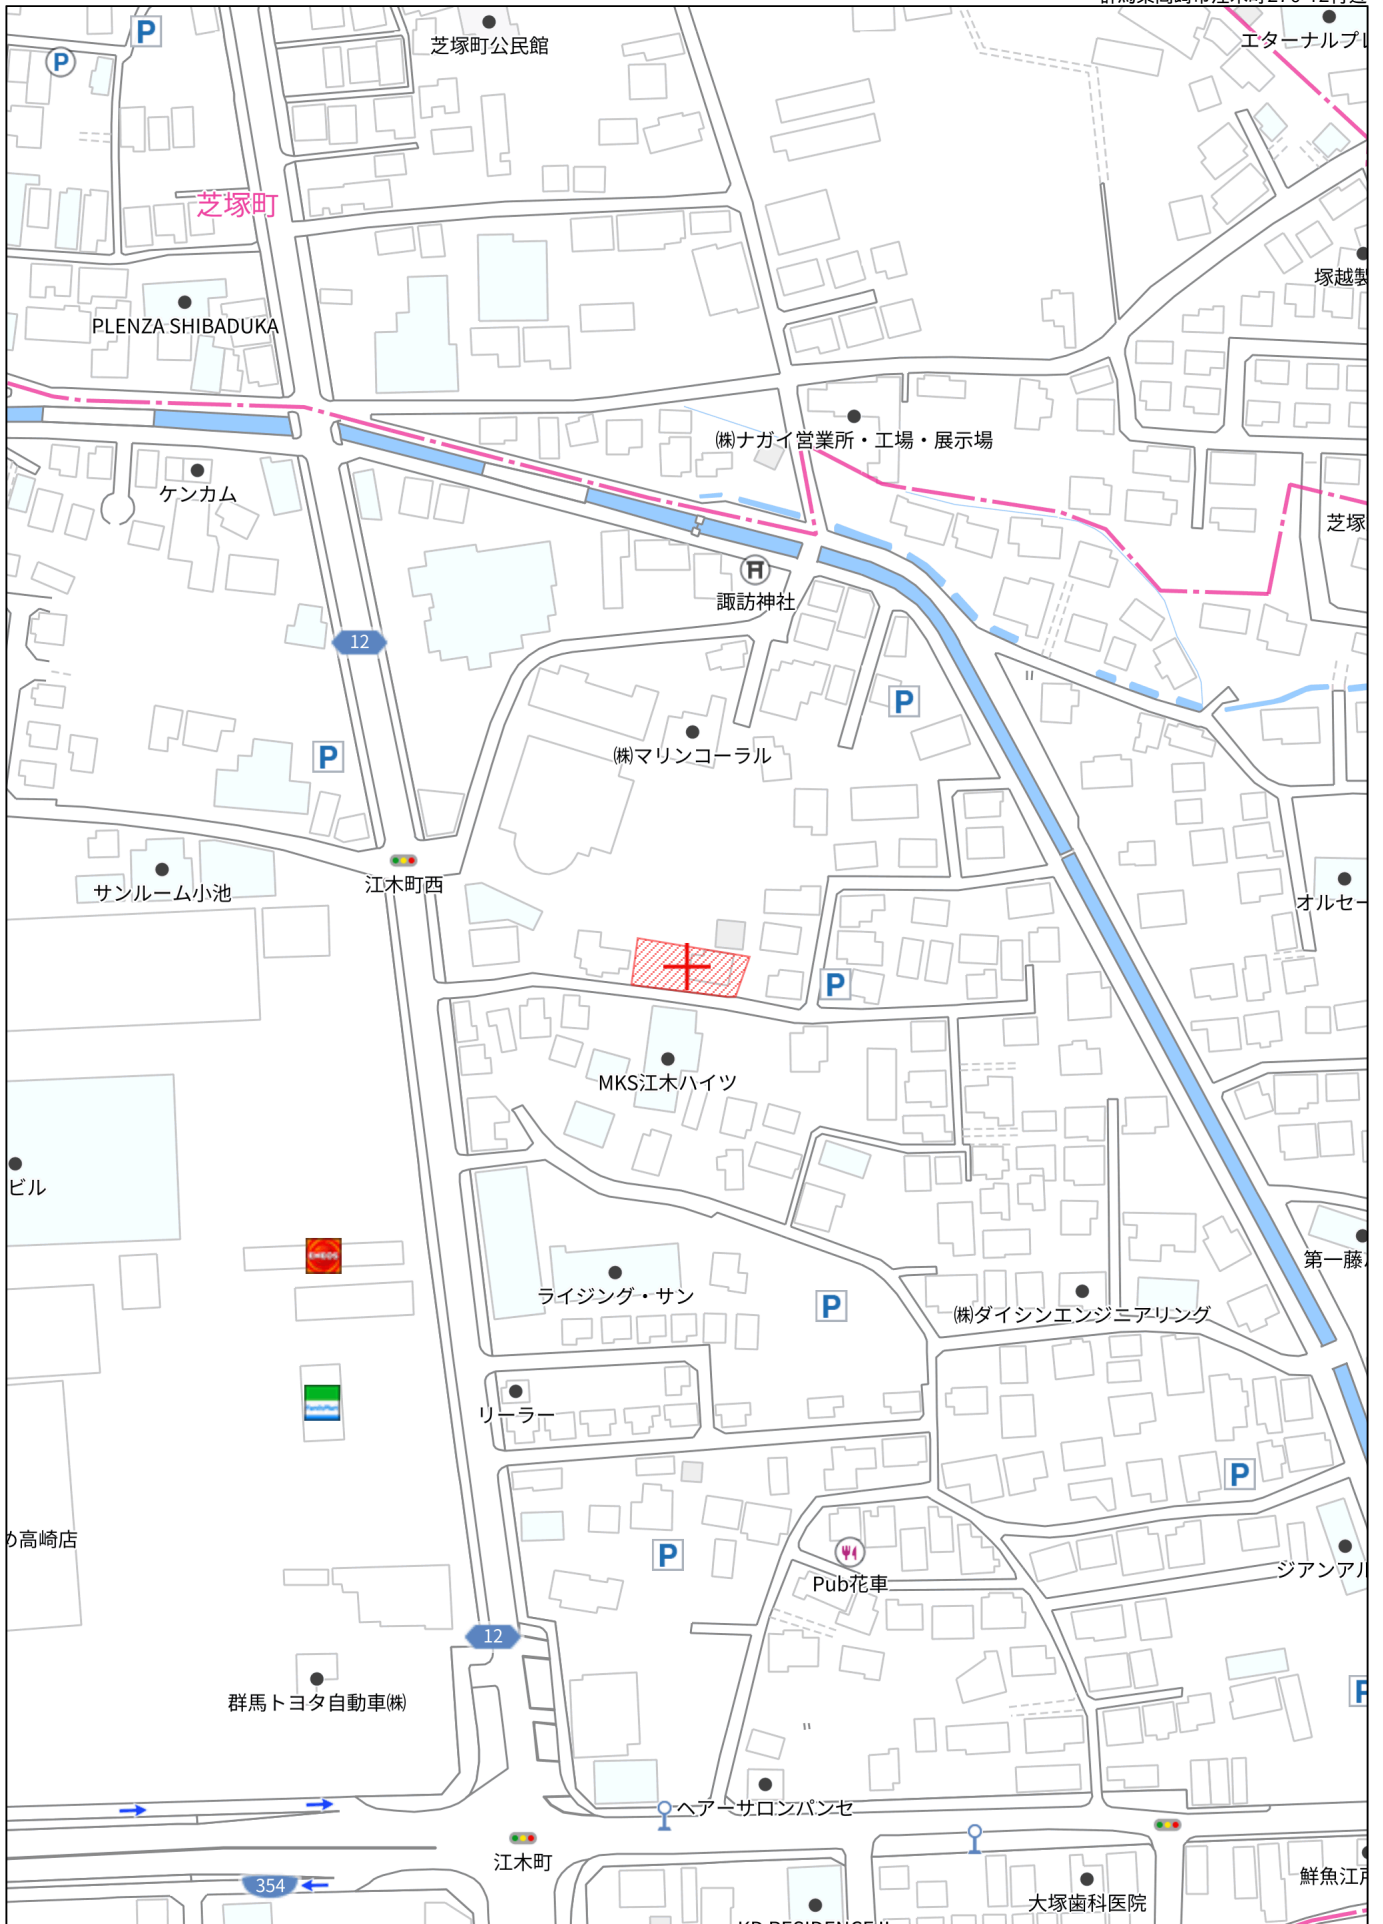 芝塚町公民館
エターナルプレ
P
P
芝塚町
塚越製
PLENZA SHIBADUKA
㈱ナガイ営業所・工場・展示場
ケンカム
芝塚
諏訪神社
12
P
㈱マリンコーラル
P
江木町西
サンルーム小池
オルセー
P
MKS江木ハイツ
ビル
ENEOS
第一藤
ライジング・サン
P
㈱ダイシンエンジニアリング
FamilyMart
リーラー
P
め高崎店
P
ジアンアル
Pub花車
12
群馬トヨタ自動車㈱
P
ヘアーサロンパンセ
江木町
354
鮮魚江戸
大塚歯科医院